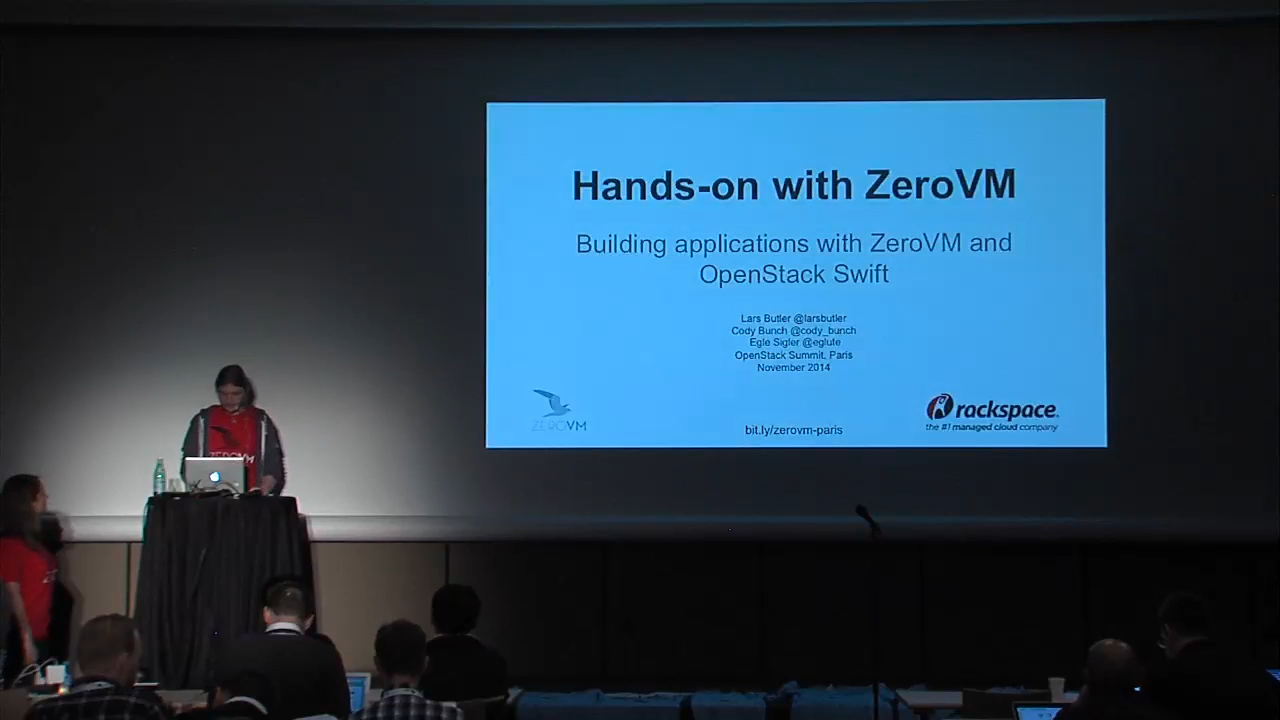 Hands-on with ZeroVM
Building applications with ZeroVM and
OpenStack Swift
Lars Butler @larsbutler
Cody Bunch @cody_bunch
Egle Sigler @eglute
OpenStack Summit, Paris
November 2014
ZEROVM
bit.ly/zerovm-paris
rackspace.
the #1 managed cloud company
ZEROVM